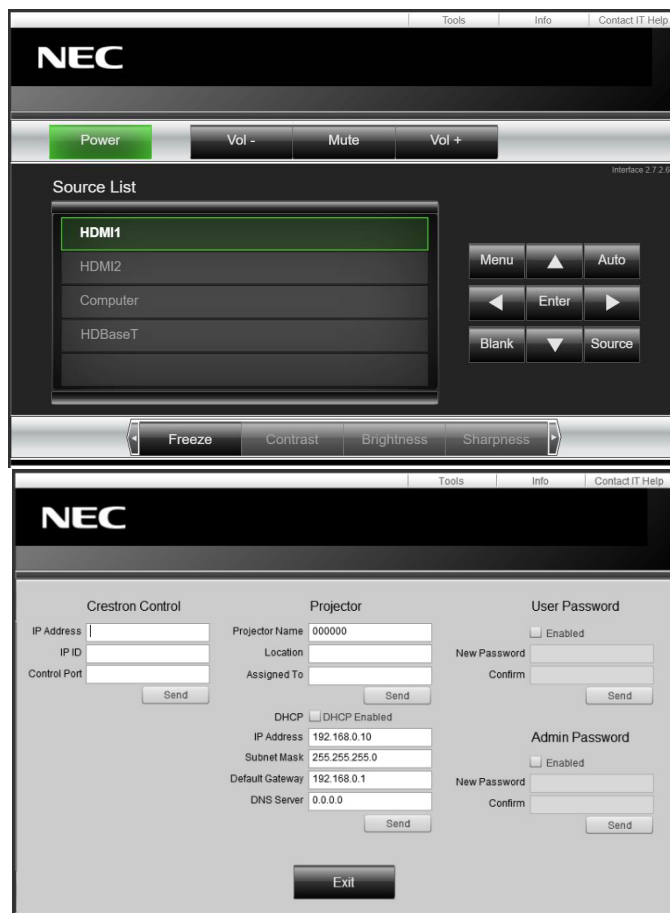 Tools Info Contact IT Help
NEC
Power Vol - Mute Vol +
Interface 2.7.2.6
Source List
HDMI1
HDMI2
Computer
HDBaseT
Menu Auto
Enter
Blank Source
Freeze Contrast Brightness Sharpness
Tools Info Contact IT Help
NEC
Crestron Control
IP Address
IP ID
Control Port
Send
Projector
Projector Name 000000
Location
Assigned To
Send
DHCP DHCP Enabled
IP Address 192.168.0.10
Subnet Mask 255.255.255.0
Default Gateway 192.168.0.1
DNS Server 0.0.0.0
Send
User Password
Enabled
New Password
Confirm
Send
Admin Password
Enabled
New Password
Confirm
Send
Exit